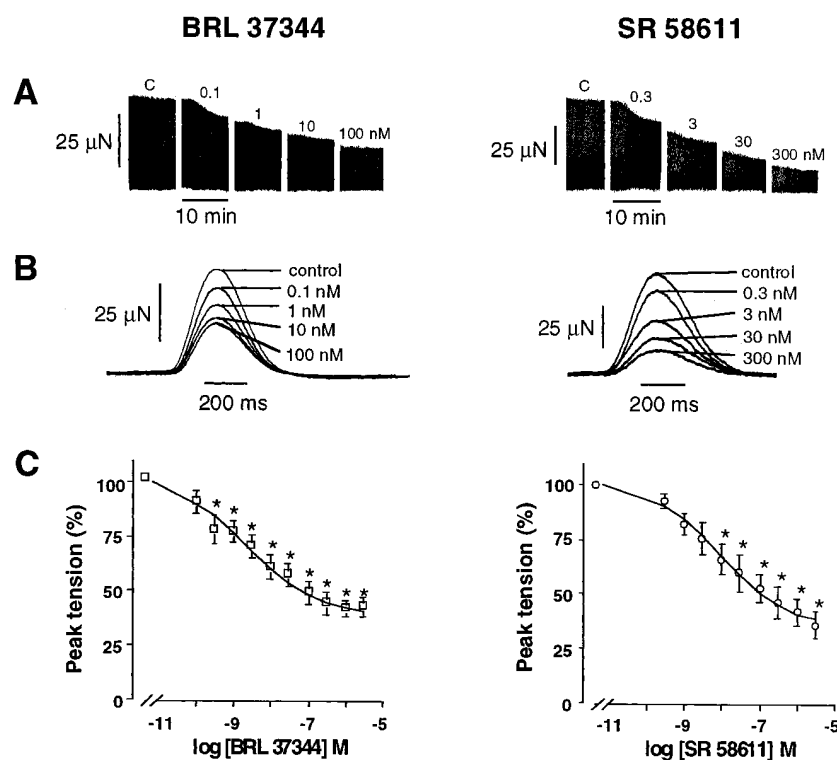 BRL 37344
SR 58611
A
C
0.1
1
10
100 nM
25 µN
10 min
C
0.3
3
30
300 nM
25 µN
10 min
B
control
0.1 nM
1 nM
10 nM
100 nM
25 µN
200 ms
control
0.3 nM
3 nM
30 nM
300 nM
25 µN
200 ms
C
Peak tension (%)
100
75
50
25
0
* * * * * * * * *
-11
-9
-7
-5
log [BRL 37344] M
Peak tension (%)
100
75
50
25
0
* * * * * *
-11
-9
-7
-5
log [SR 58611] M